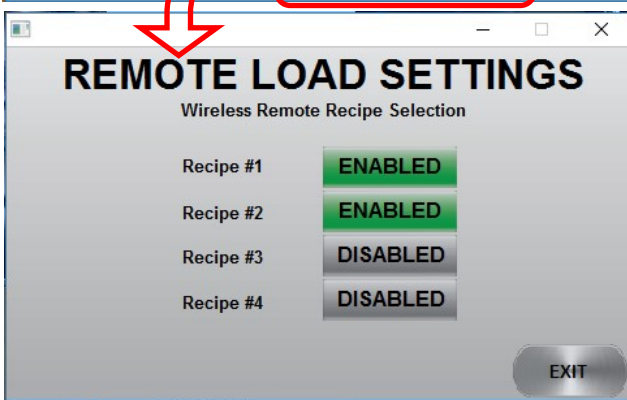 REMOTE LOAD SETTINGS
Wireless Remote Recipe Selection
Recipe #1 ENABLED
Recipe #2 ENABLED
Recipe #3 DISABLED
Recipe #4 DISABLED
EXIT